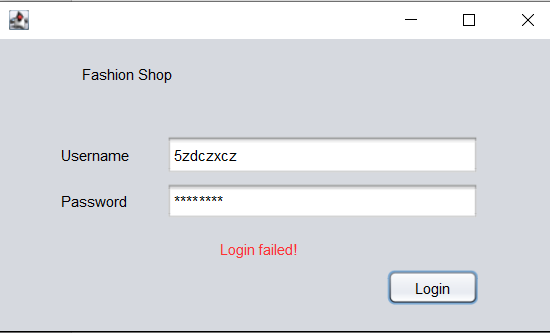 Fashion Shop
Username 5zdczxcz
Password ********
Login failed!
Login